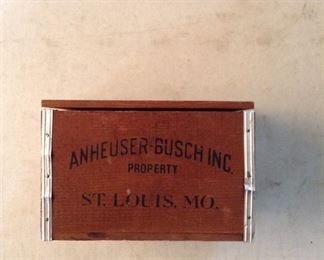 ANHEUSER-BUSCH INC.
PROPERTY
ST. LOUIS, MO.